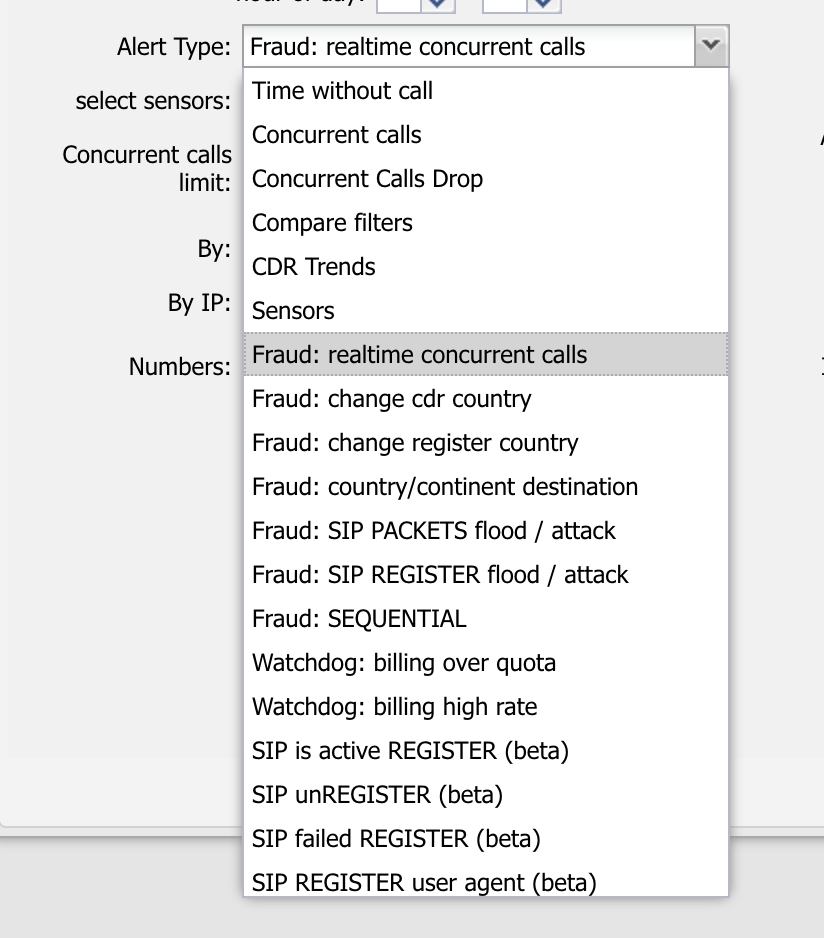 Alert Type: Fraud: realtime concurrent calls
select sensors:
Concurrent calls
limit:
By:
By IP:
Numbers:
Time without call
Concurrent calls
Concurrent Calls Drop
Compare filters
CDR Trends
Sensors
Fraud: realtime concurrent calls
Fraud: change cdr country
Fraud: change register country
Fraud: country/continent destination
Fraud: SIP PACKETS flood / attack
Fraud: SIP REGISTER flood / attack
Fraud: SEQUENTIAL
Watchdog: billing over quota
Watchdog: billing high rate
SIP is active REGISTER (beta)
SIP unREGISTER (beta)
SIP failed REGISTER (beta)
SIP REGISTER user agent (beta)